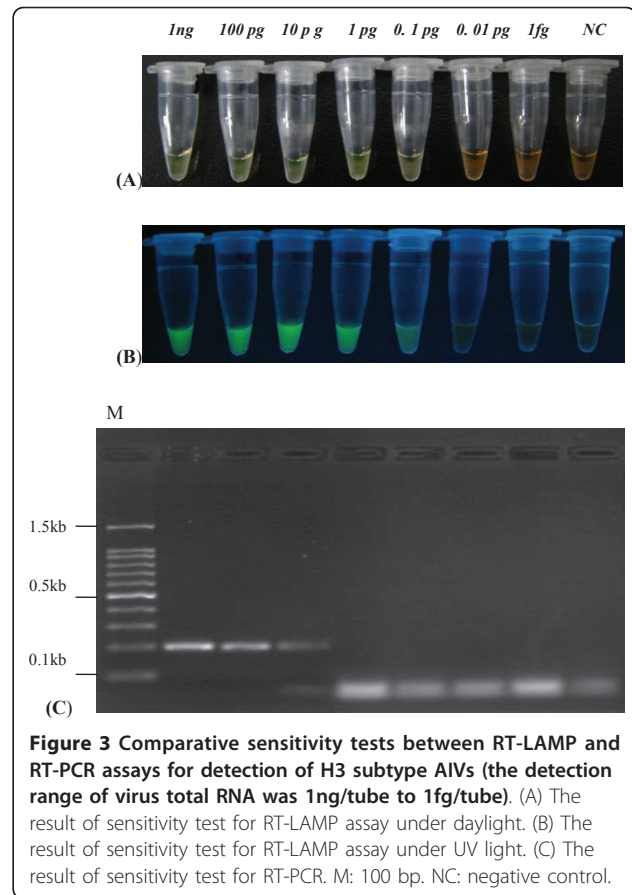 1ng 100 pg 10 p g 1 pg 0. 1 pg 0. 01 pg 1fg NC
(A)
(B)
M
1.5kb
0.5kb
0.1kb
(C)
Figure 3 Comparative sensitivity tests between RT-LAMP and
RT-PCR assays for detection of H3 subtype AIVs (the detection
range of virus total RNA was 1ng/tube to 1fg/tube). (A) The
result of sensitivity test for RT-LAMP assay under daylight. (B) The
result of sensitivity test for RT-LAMP assay under UV light. (C) The
result of sensitivity test for RT-PCR. M: 100 bp. NC: negative control.